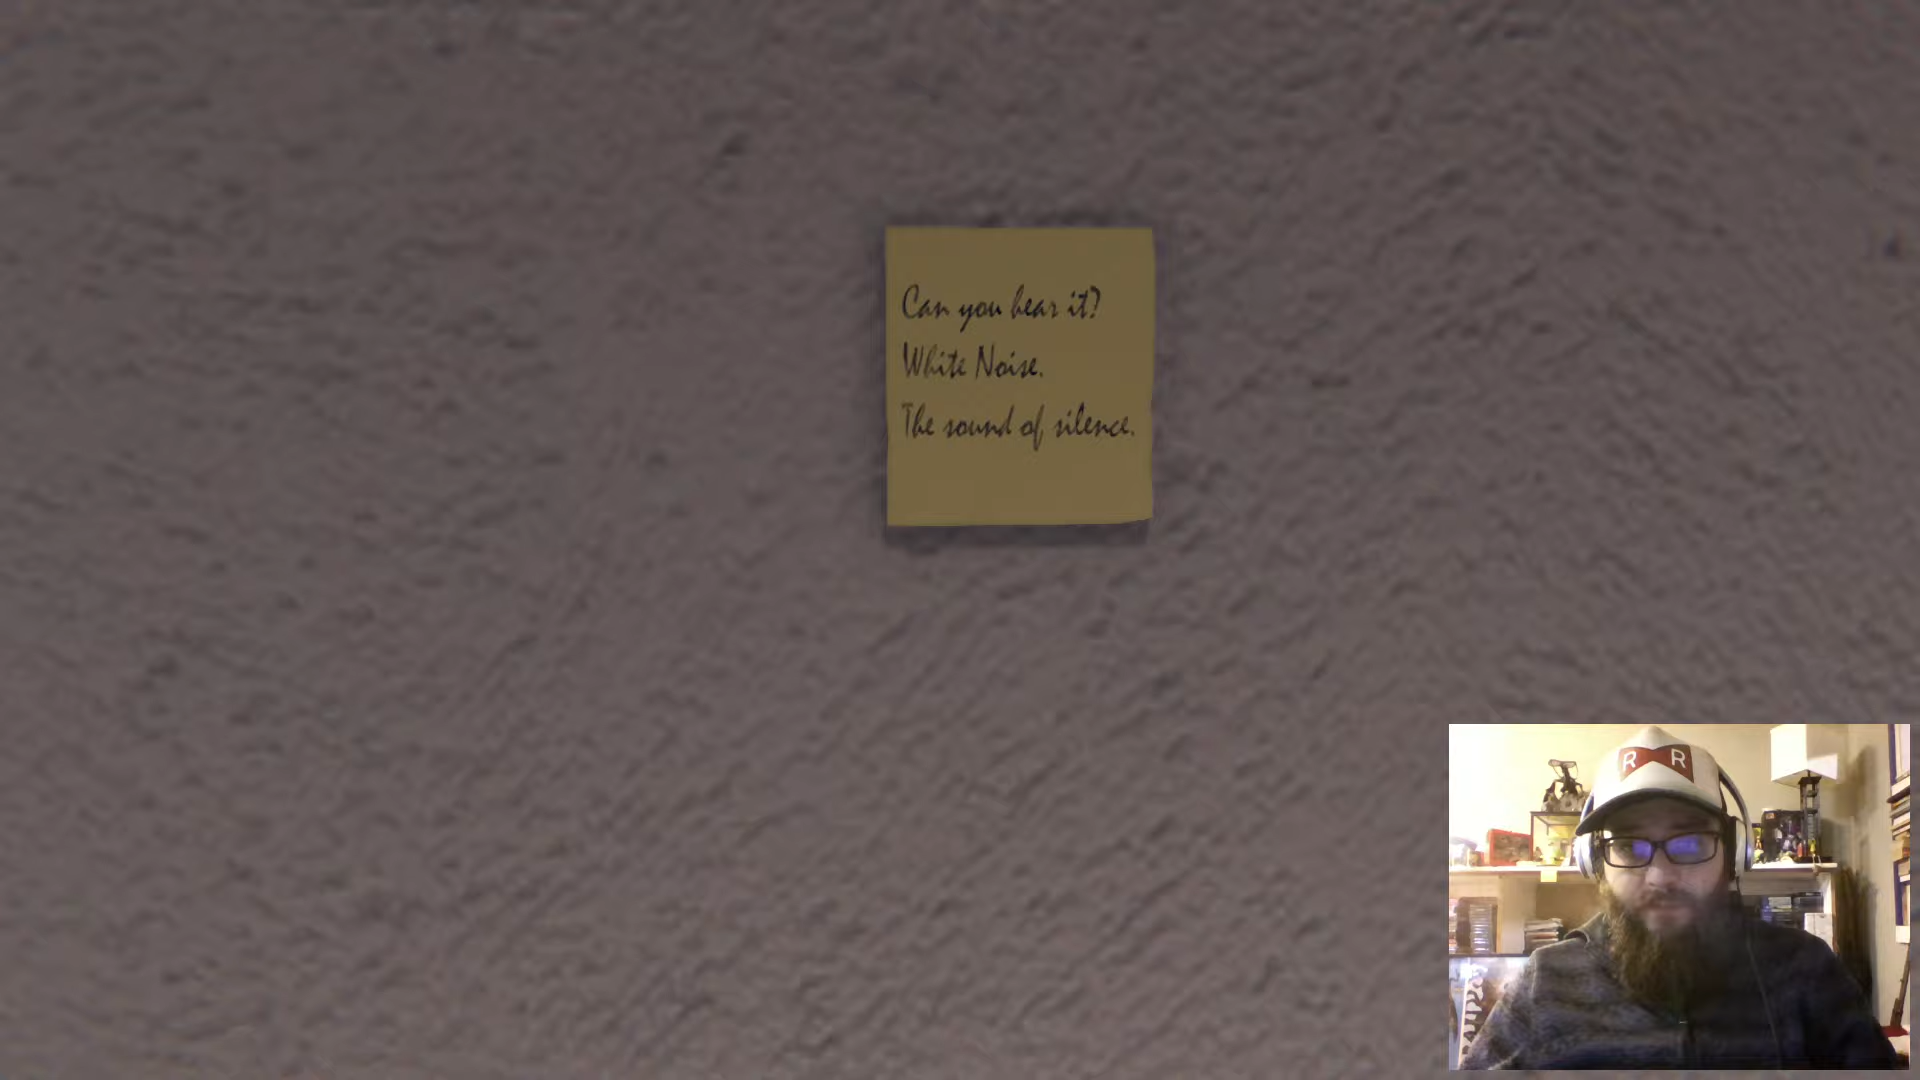 Can you hear it?
White Noise.
The sound of silence.
R R